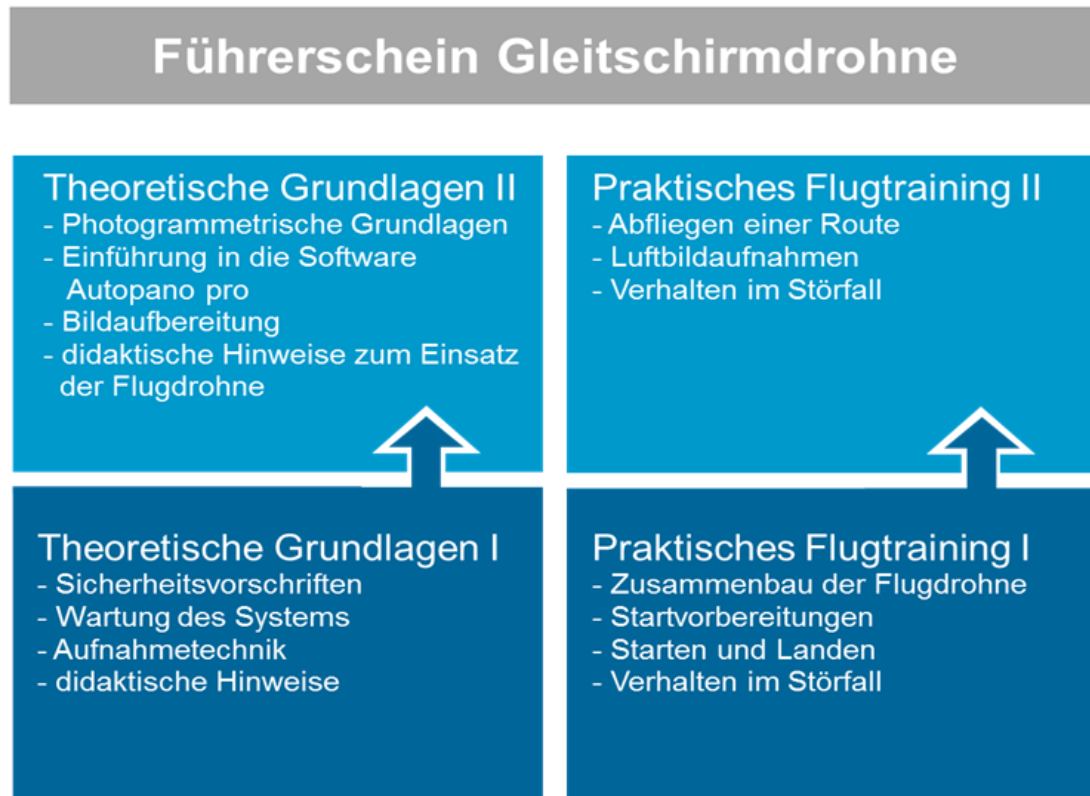 Führerschein Gleitschirmdrohne
Theoretische Grundlagen II
- Photogrammetrische Grundlagen
- Einführung in die Software
Autopano pro
- Bildaufbereitung
- didaktische Hinweise zum Einsatz
der Flugdrohne
Praktisches Flugtraining II
- Abfliegen einer Route
- Luftbildaufnahmen
- Verhalten im Störfall
Theoretische Grundlagen I
- Sicherheitsvorschriften
- Wartung des Systems
- Aufnahmetechnik
- didaktische Hinweise
Praktisches Flugtraining I
- Zusammenbau der Flugdrohne
- Startvorbereitungen
- Starten und Landen
- Verhalten im Störfall